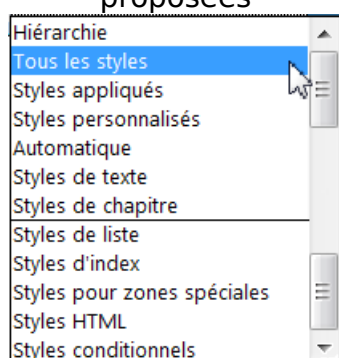 proposées
Hiérarchie
Tous les styles
Styles appliqués
Styles personnalisés
Automatique
Styles de texte
Styles de chapitre
Styles de liste
Styles d'index
Styles pour zones spéciales
Styles HTML
Styles conditionnels